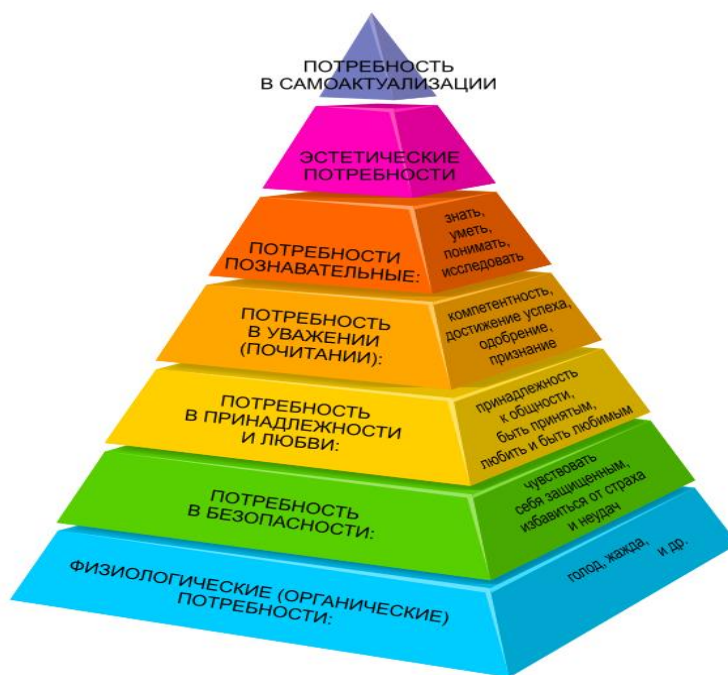 ПОТРЕБНОСТЬ
В САМОАКТУАЛИЗАЦИИ
ЭСТЕТИЧЕСКИЕ
ПОТРЕБНОСТИ
ПОТРЕБНОСТИ
ПОЗНАВАТЕЛЬНЫЕ:
знать,
уметь,
понимать,
исследовать
ПОТРЕБНОСТЬ
В УВАЖЕНИИ
(ПОЧИТАНИИ):
компетентность,
достижение успеха,
одобрение,
признание
ПОТРЕБНОСТЬ
В ПРИНАДЛЕЖНОСТИ
И ЛЮБВИ:
принадлежность
к общности,
быть принятым,
любить и быть любимым
ПОТРЕБНОСТЬ
В БЕЗОПАСНОСТИ:
чувствовать
себя защищенным,
избавиться от страха
и неудач
ФИЗИОЛОГИЧЕСКИЕ (ОРГАНИЧЕСКИЕ)
ПОТРЕБНОСТИ:
голод, жажда,
и др.